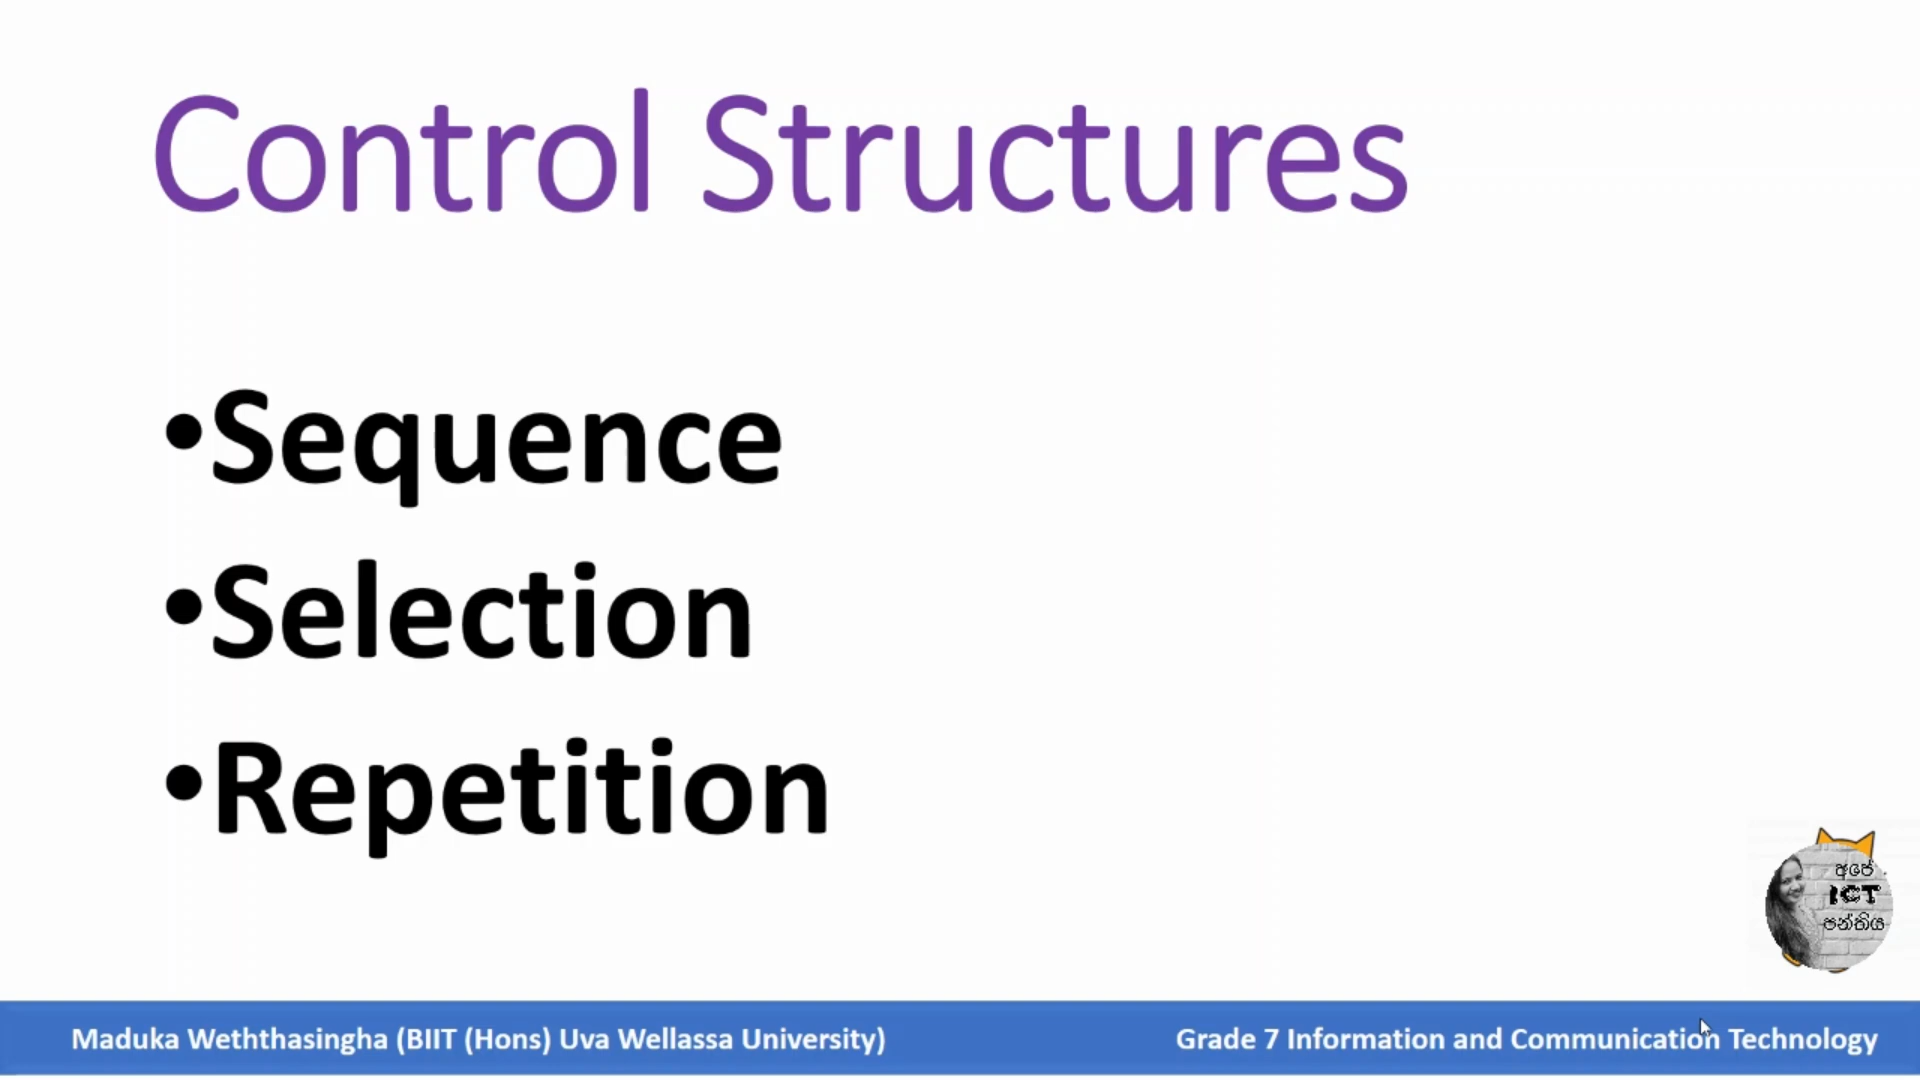 Control Structures
•Sequence
•Selection
•Repetition
අපේ
ICT
පන්තිය
Maduka Weththasingha (BIIT (Hons) Uva Wellassa University)
Grade 7 Information and Communication Technology